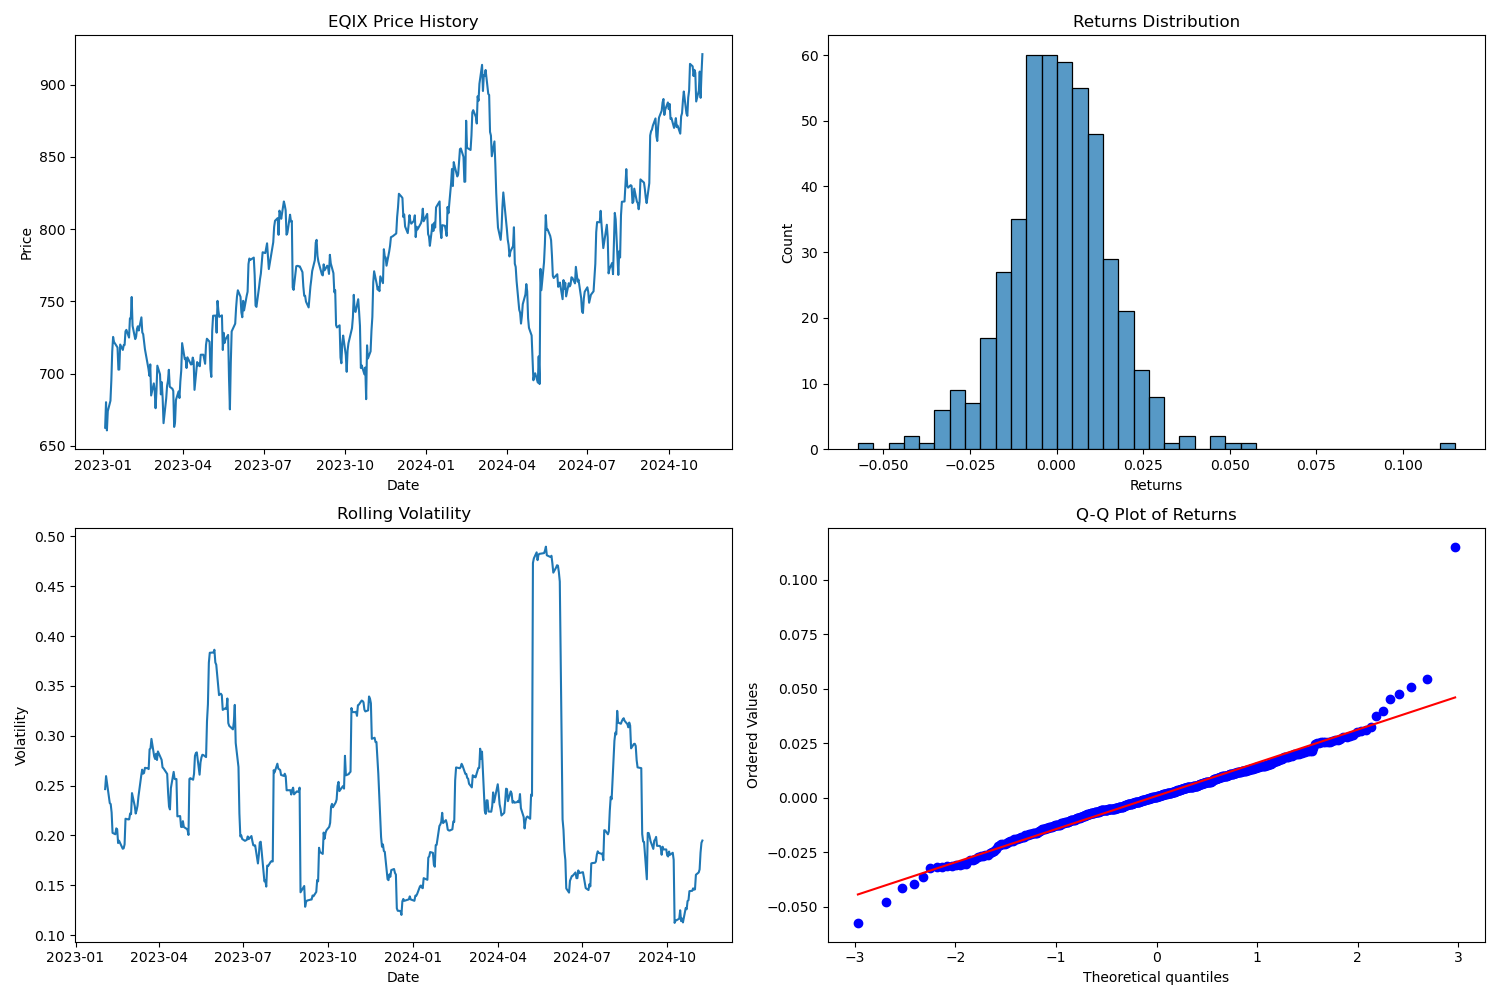 EQIX Price History
Price
900
850
800
750
700
650
2023-01 2023-04 2023-07 2023-10 2024-01 2024-04 2024-07 2024-10
Date
Returns Distribution
Count
60
50
40
30
20
10
0
−0.050 −0.025 0.000 0.025 0.050 0.075 0.100
Returns
Rolling Volatility
Volatility
0.50
0.45
0.40
0.35
0.30
0.25
0.20
0.15
0.10
2023-01 2023-04 2023-07 2023-10 2024-01 2024-04 2024-07 2024-10
Date
Q-Q Plot of Returns
Ordered Values
0.100
0.075
0.050
0.025
0.000
−0.025
−0.050
−3 −2 −1 0 1 2 3
Theoretical quantiles